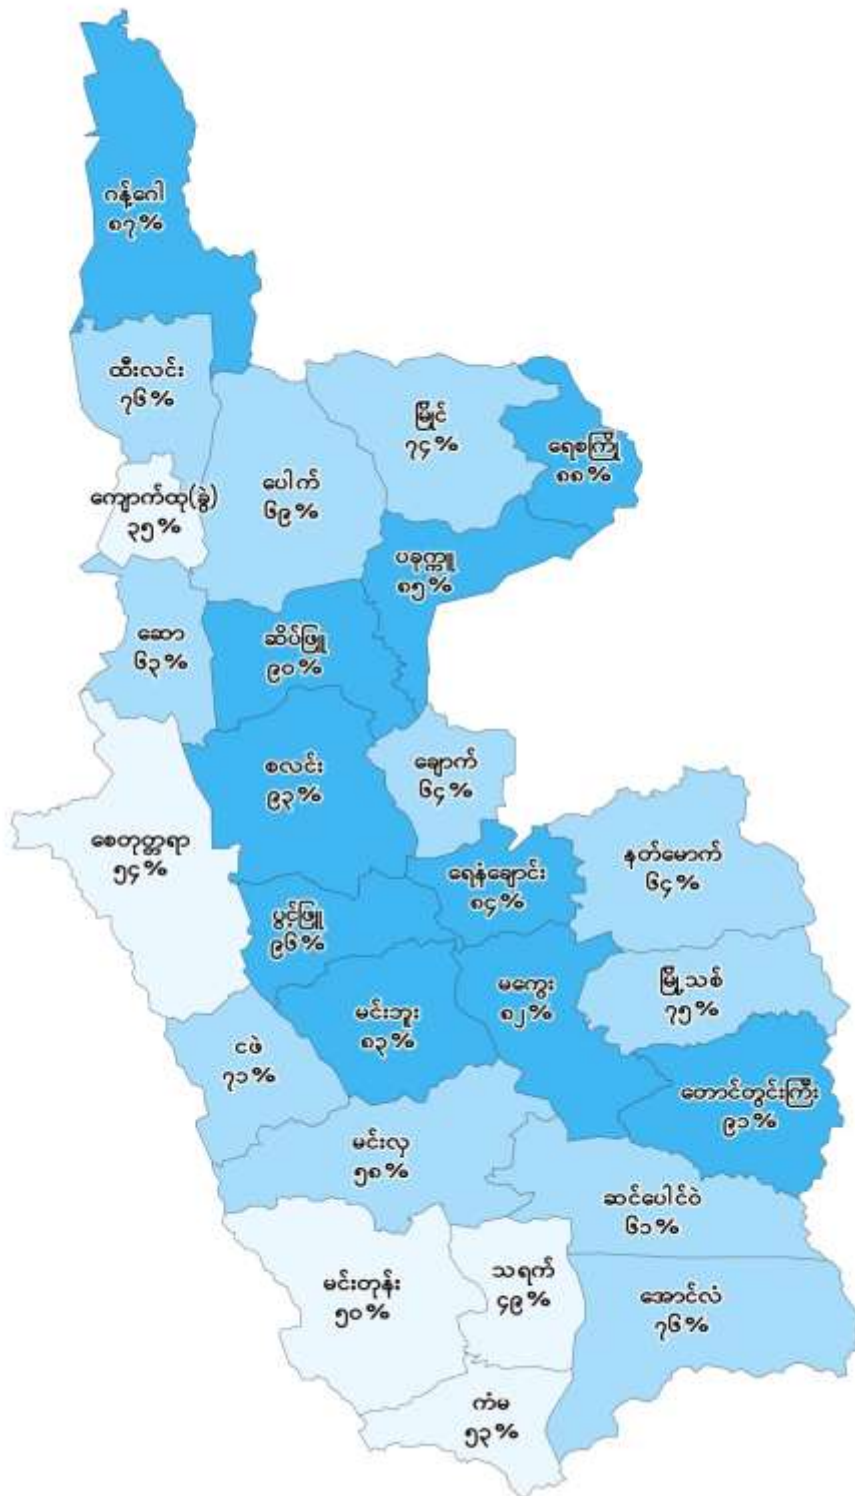 ဂန့်ဂေါ
၈၇%
ထီးလင်း
၇၆%
မြိုင်
၇၄%
ရေစကြို
၈၈%
ကျောက်ထု(ခွဲ)
၃၅%
ပေါက်
၆၉%
ပခုက္ကူ
၈၅%
ဆော
၆၃%
ဆိပ်ဖြူ
၉၀%
စလင်း
၉၃%
ချောက်
၆၄%
စေတုတ္တရာ
၅၄%
ရေနံချောင်း
၈၄%
နတ်မောက်
၆၄%
ပွင့်ဖြူ
၉၆%
မင်းဘူး
၈၃%
မကွေး
၈၂%
မြို့သစ်
၇၅%
ငဖဲ
၇၁%
တောင်တွင်းကြီး
၉၁%
မင်းလှ
၅၈%
ဆင်ပေါင်ဝဲ
၆၁%
မင်းတုန်း
၅၀%
သရက်
၄၉%
အောင်လံ
၇၆%
ကံမ
၅၃%